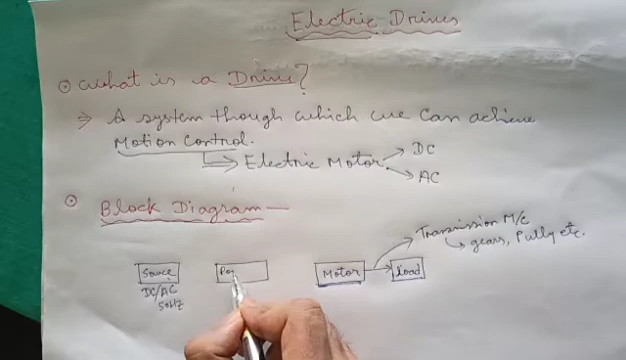 Electric Drives
What is a Drive?
⇒ A system though which we can achieve
Motion Control.
Electric Motor
DC
AC
Block Diagram —
Transmission M/C
gears, Pully etc.
Source
Po
Motor
load
DC/AC
50HZ